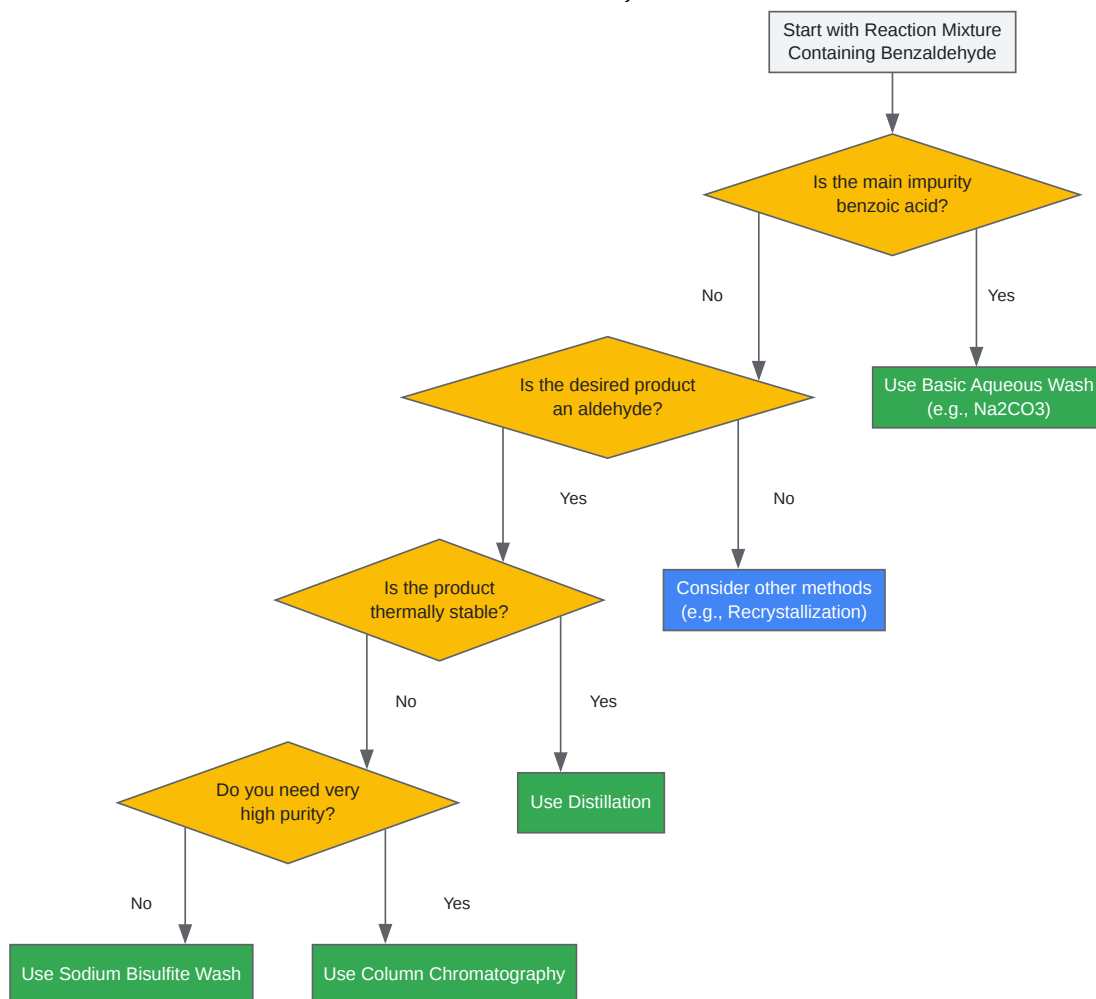 Start with Reaction Mixture
Containing Benzaldehyde
Is the main impurity
benzoic acid?
No
Yes
Is the desired product
an aldehyde?
Use Basic Aqueous Wash
(e.g., Na2CO3)
Yes
No
Is the product
thermally stable?
Consider other methods
(e.g., Recrystallization)
No
Yes
Do you need very
high purity?
Use Distillation
No
Yes
Use Sodium Bisulfite Wash
Use Column Chromatography